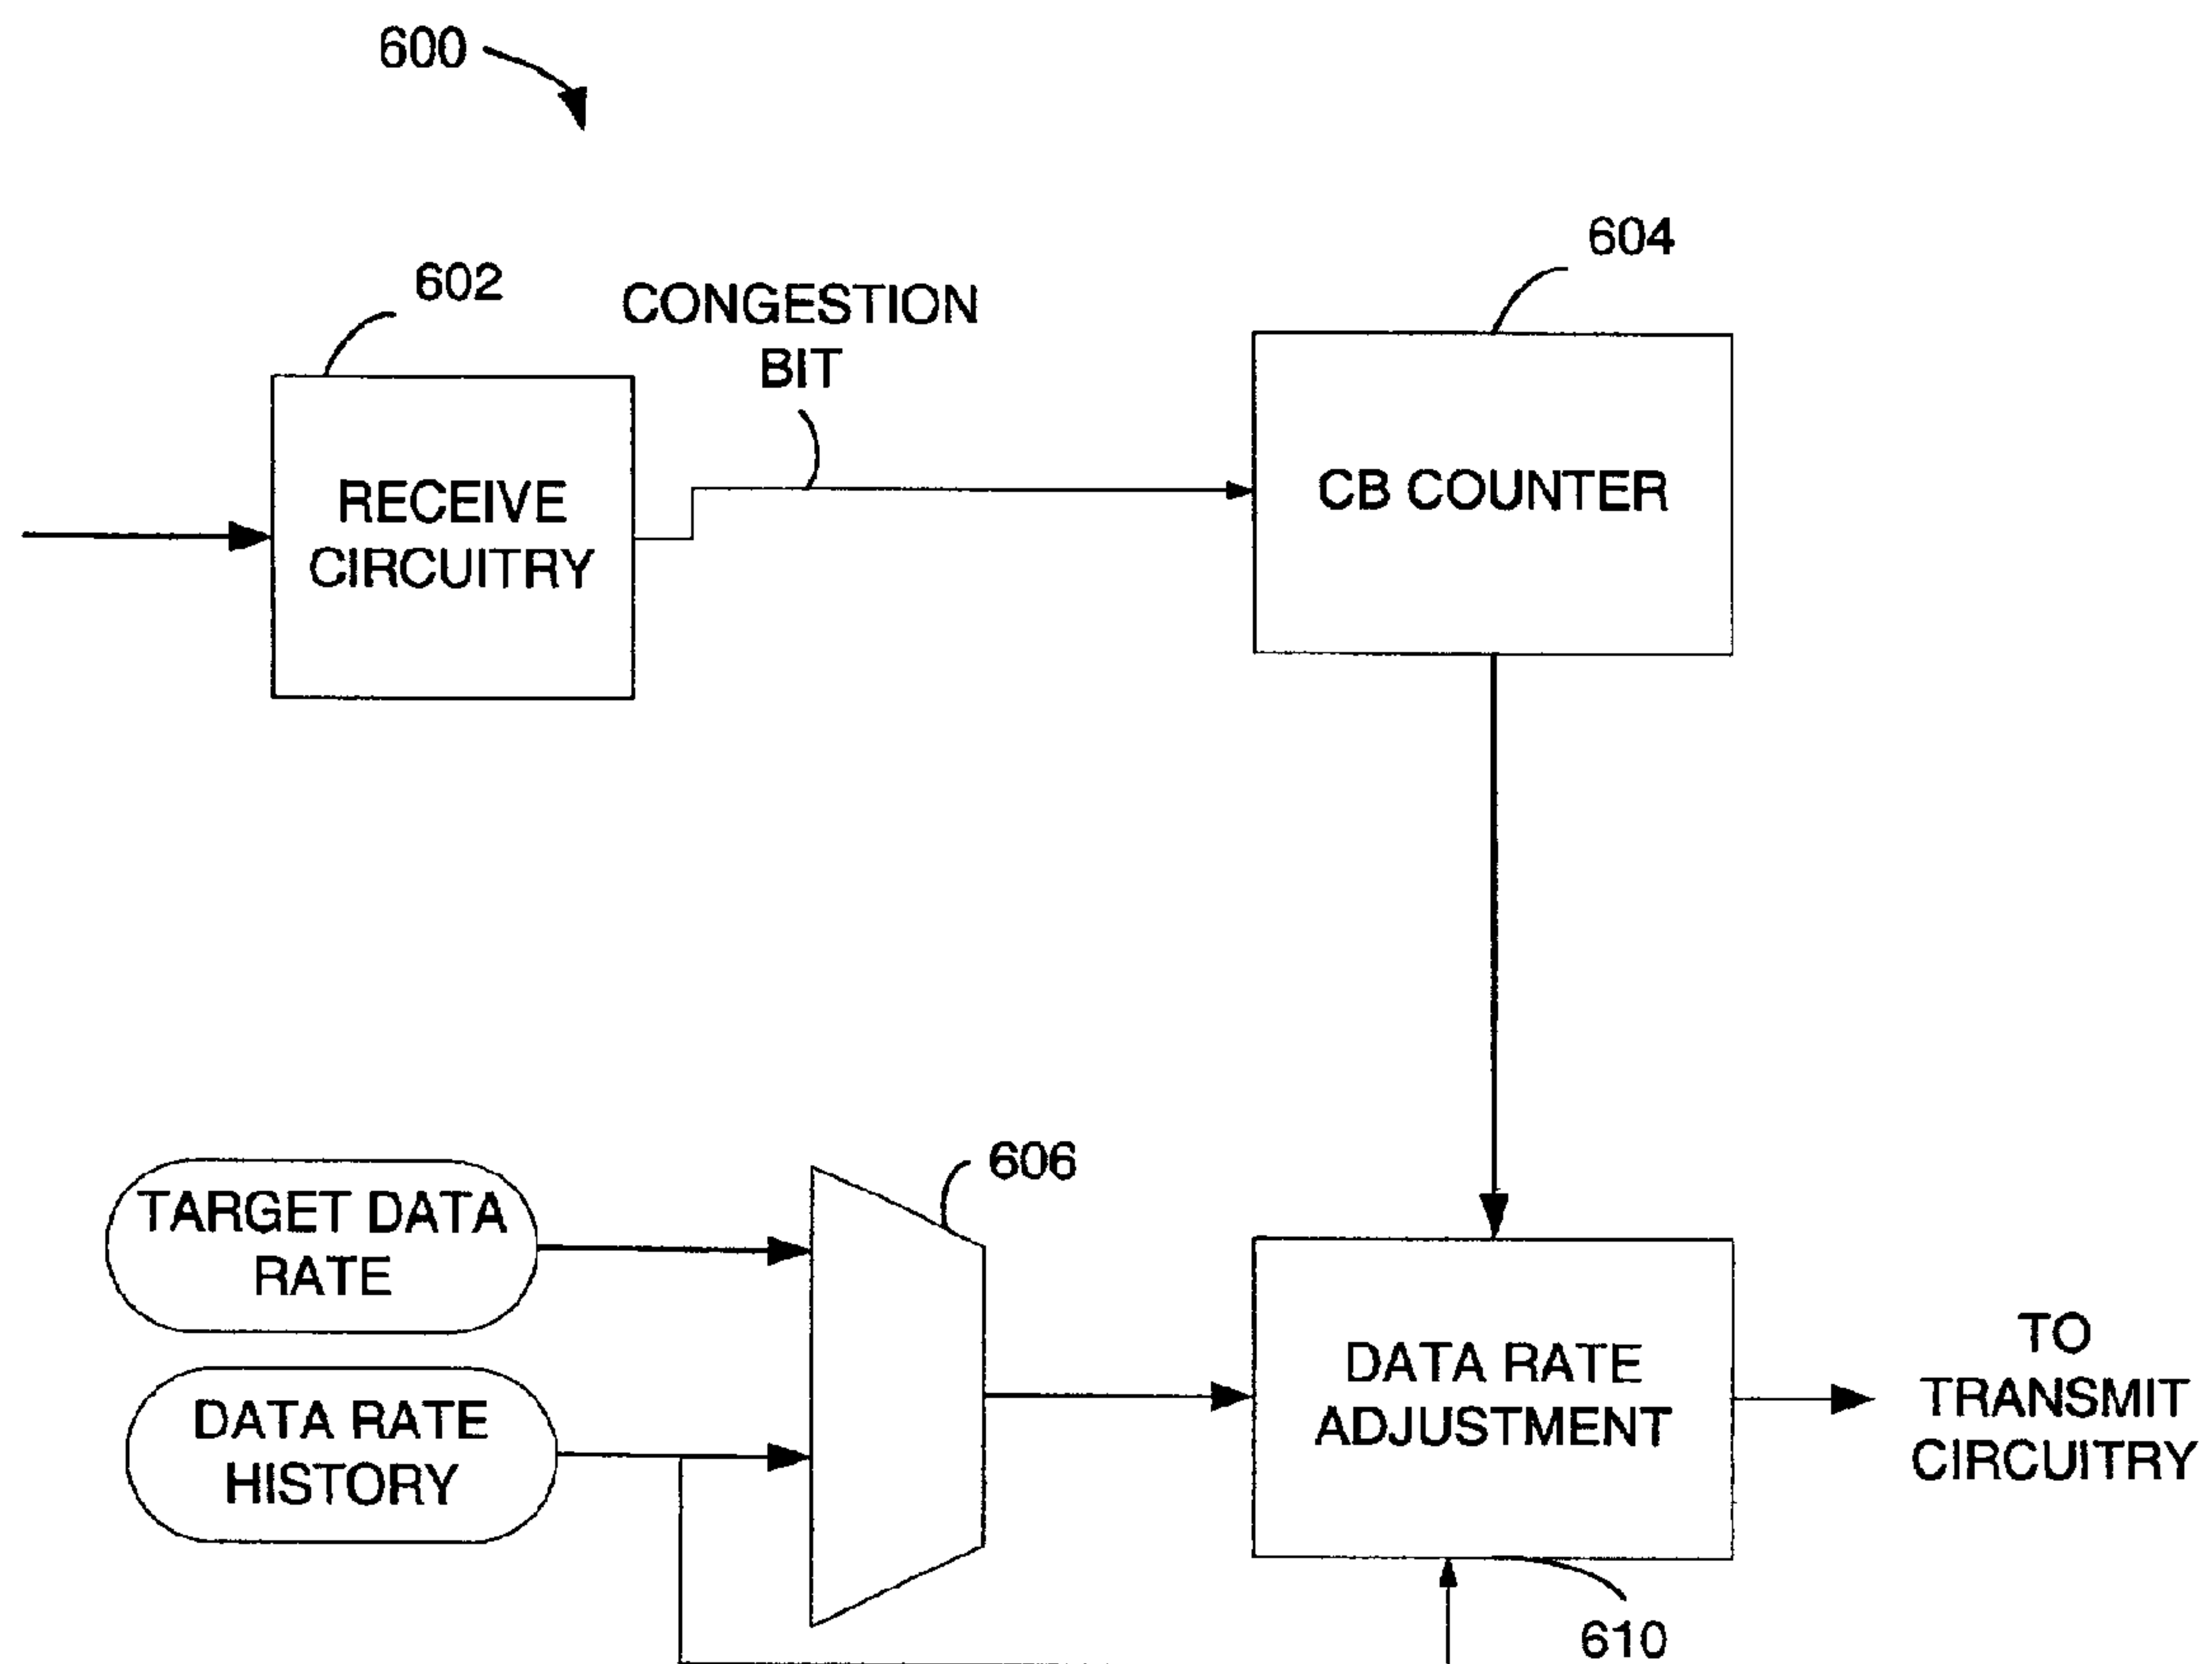 600
604
602
CONGESTION
BIT
RECEIVE
CIRCUITRY
CB COUNTER
606
TARGET DATA
RATE
DATA RATE
HISTORY
DATA RATE
ADJUSTMENT
TO
TRANSMIT
CIRCUITRY
610